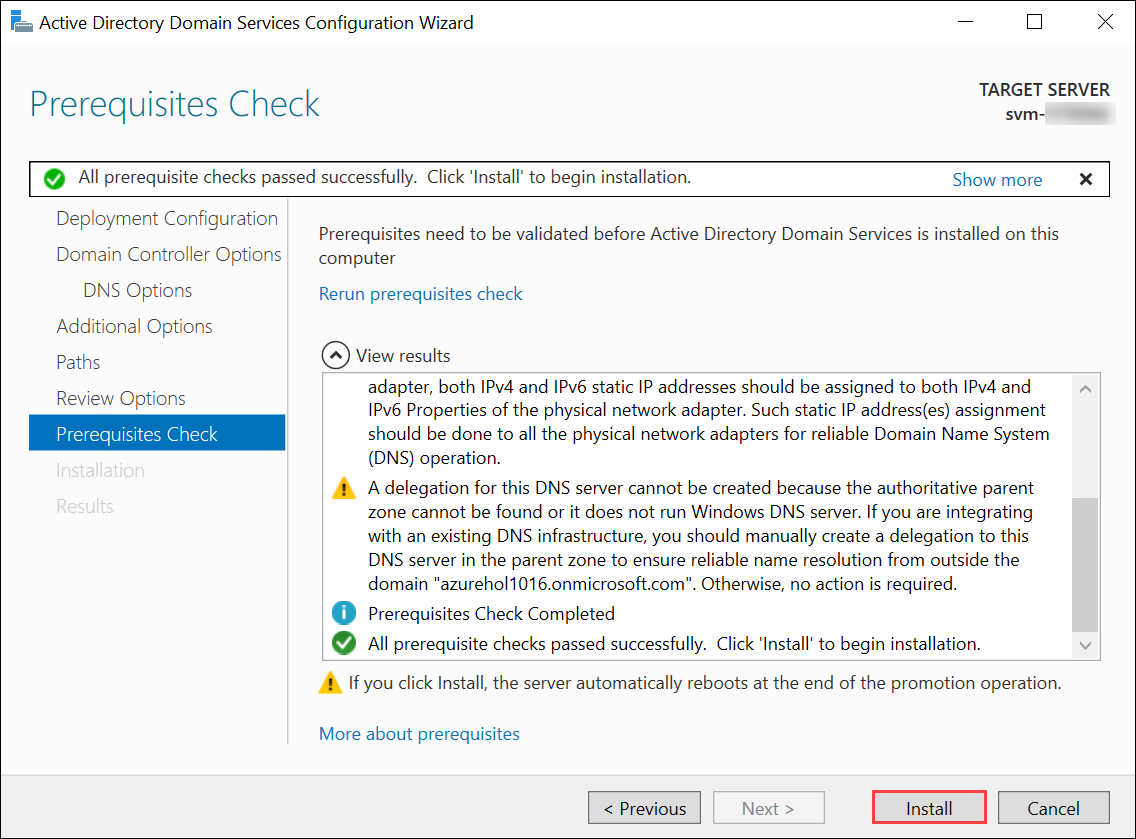 Active Directory Domain Services Configuration Wizard
Prerequisites Check
TARGET SERVER
svm-
All prerequisite checks passed successfully.  Click 'Install' to begin installation.
Show more
Deployment Configuration
Domain Controller Options
DNS Options
Additional Options
Paths
Review Options
Prerequisites Check
Installation
Results
Prerequisites need to be validated before Active Directory Domain Services is installed on this
computer
Rerun prerequisites check
View results
adapter, both IPv4 and IPv6 static IP addresses should be assigned to both IPv4 and
IPv6 Properties of the physical network adapter. Such static IP address(es) assignment
should be done to all the physical network adapters for reliable Domain Name System
(DNS) operation.
A delegation for this DNS server cannot be created because the authoritative parent
zone cannot be found or it does not run Windows DNS server. If you are integrating
with an existing DNS infrastructure, you should manually create a delegation to this
DNS server in the parent zone to ensure reliable name resolution from outside the
domain "azurehol1016.onmicrosoft.com". Otherwise, no action is required.
Prerequisites Check Completed
All prerequisite checks passed successfully.  Click 'Install' to begin installation.
If you click Install, the server automatically reboots at the end of the promotion operation.
More about prerequisites
< Previous
Next >
Install
Cancel